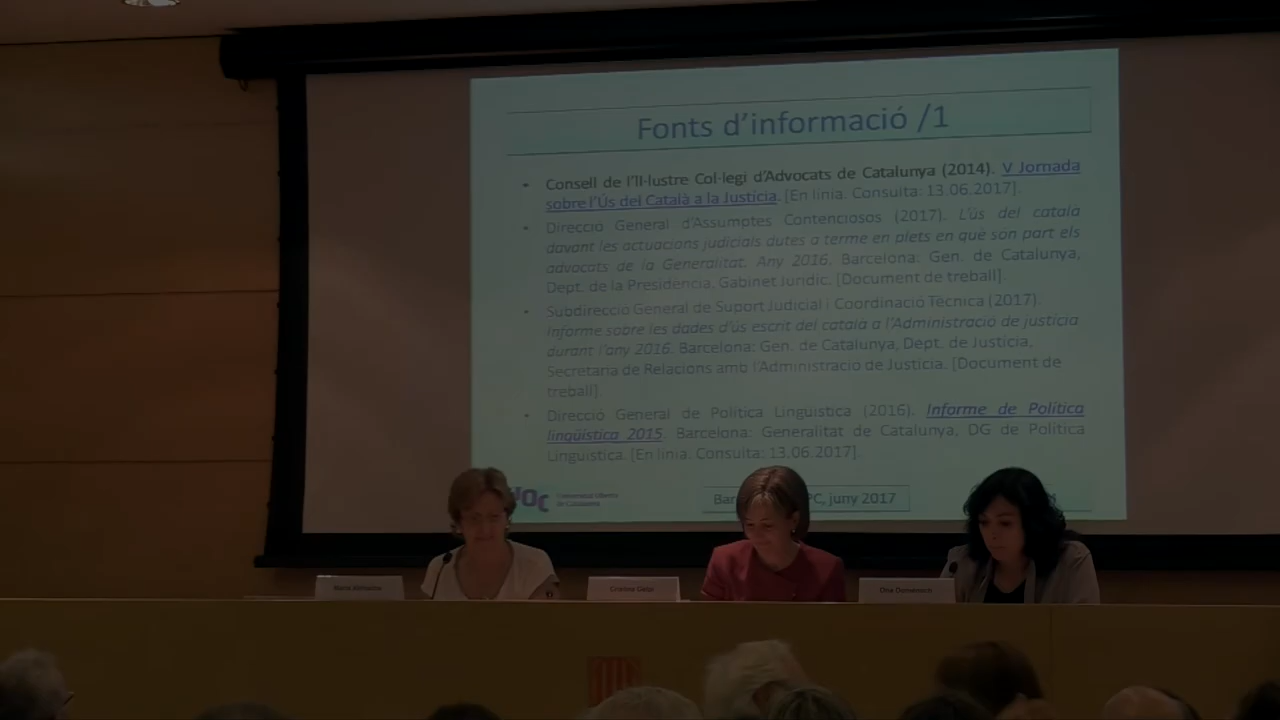 Fonts d'informació /1
• Consell de l'Il·lustre Col·legi d'Advocats de Catalunya (2014). V Jornada
sobre l'Ús del Català a la Justícia. [En línia. Consulta: 13.06.2017].
• Direcció General d'Assumptes Contenciosos (2017). L'ús del català
davant les actuacions judicials dutes a terme en plets en què són part els
advocats de la Generalitat. Any 2016. Barcelona: Gen. de Catalunya,
Dept. de la Presidència, Gabinet Jurídic. [Document de treball].
• Subdirecció General de Suport Judicial i Coordinació Tècnica (2017).
Informe sobre les dades d'ús escrit del català a l'Administració de justícia
durant l'any 2016. Barcelona: Gen. de Catalunya, Dept. de Justícia,
Secretaria de Relacions amb l'Administració de Justícia. [Document de
treball].
• Direcció General de Política Lingüística (2016). Informe de Política
lingüística 2015. Barcelona: Generalitat de Catalunya, DG de Política
Lingüística. [En línia. Consulta: 13.06.2017].
UOC Universitat Oberta
de Catalunya
juny 2017
Cristina